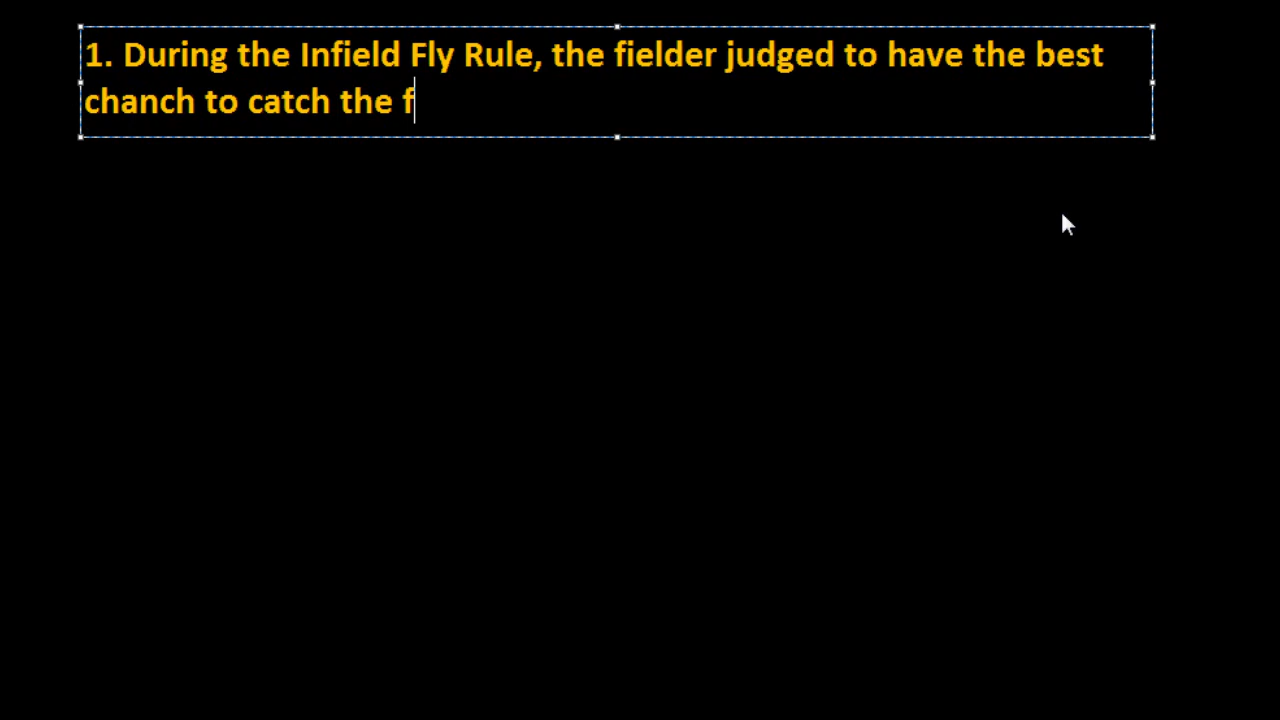 1. During the Infield Fly Rule, the fielder judged to have the best
chanch to catch the f